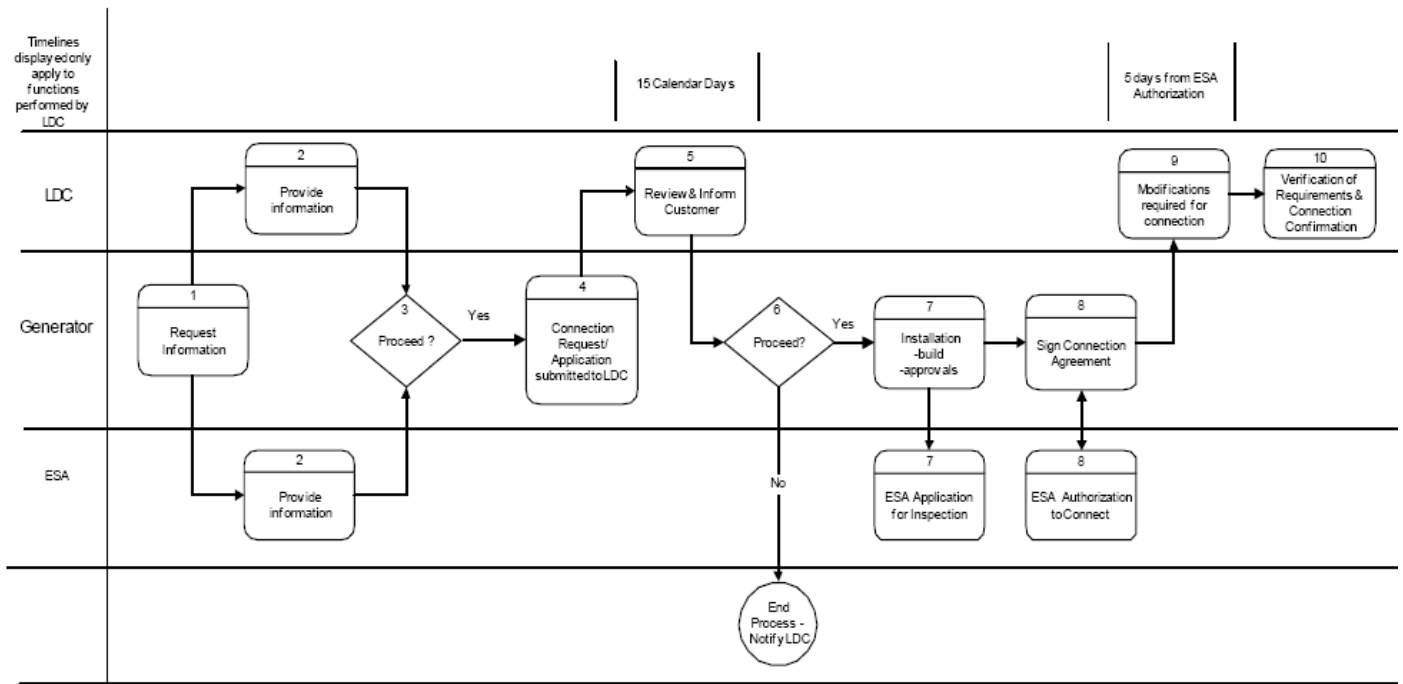 Timelines
displayed only
apply to
functions
performed by
LDC
15 Calendar Days
5 days from ESA
Authorization
LDC
2
Provide
information
5
Review & Inform
Customer
9
Modifications
required for
connection
10
Verification of
Requirements &
Connection
Confirmation
Generator
1
Request
Information
3
Proceed ?
Yes
4
Connection
Request/
Application
submitted to LDC
6
Proceed?
Yes
7
Installation
-build
-approvals
8
Sign Connection
Agreement
ESA
2
Provide
information
No
7
ESA Application
for Inspection
8
ESA Authorization
to Connect
End
Process -
Notify LDC